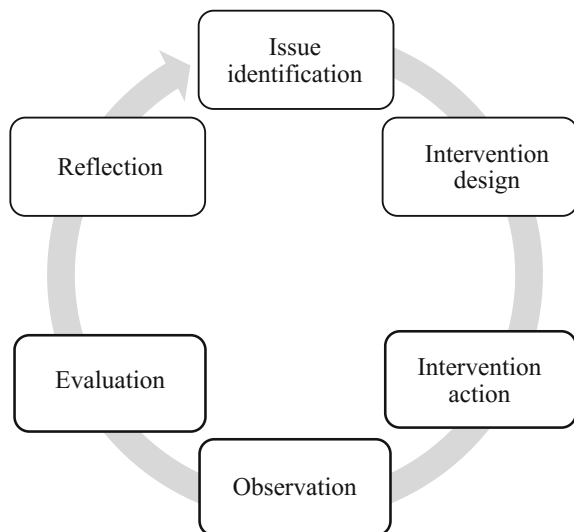 Issue
identification
Intervention
design
Intervention
action
Observation
Evaluation
Reflection